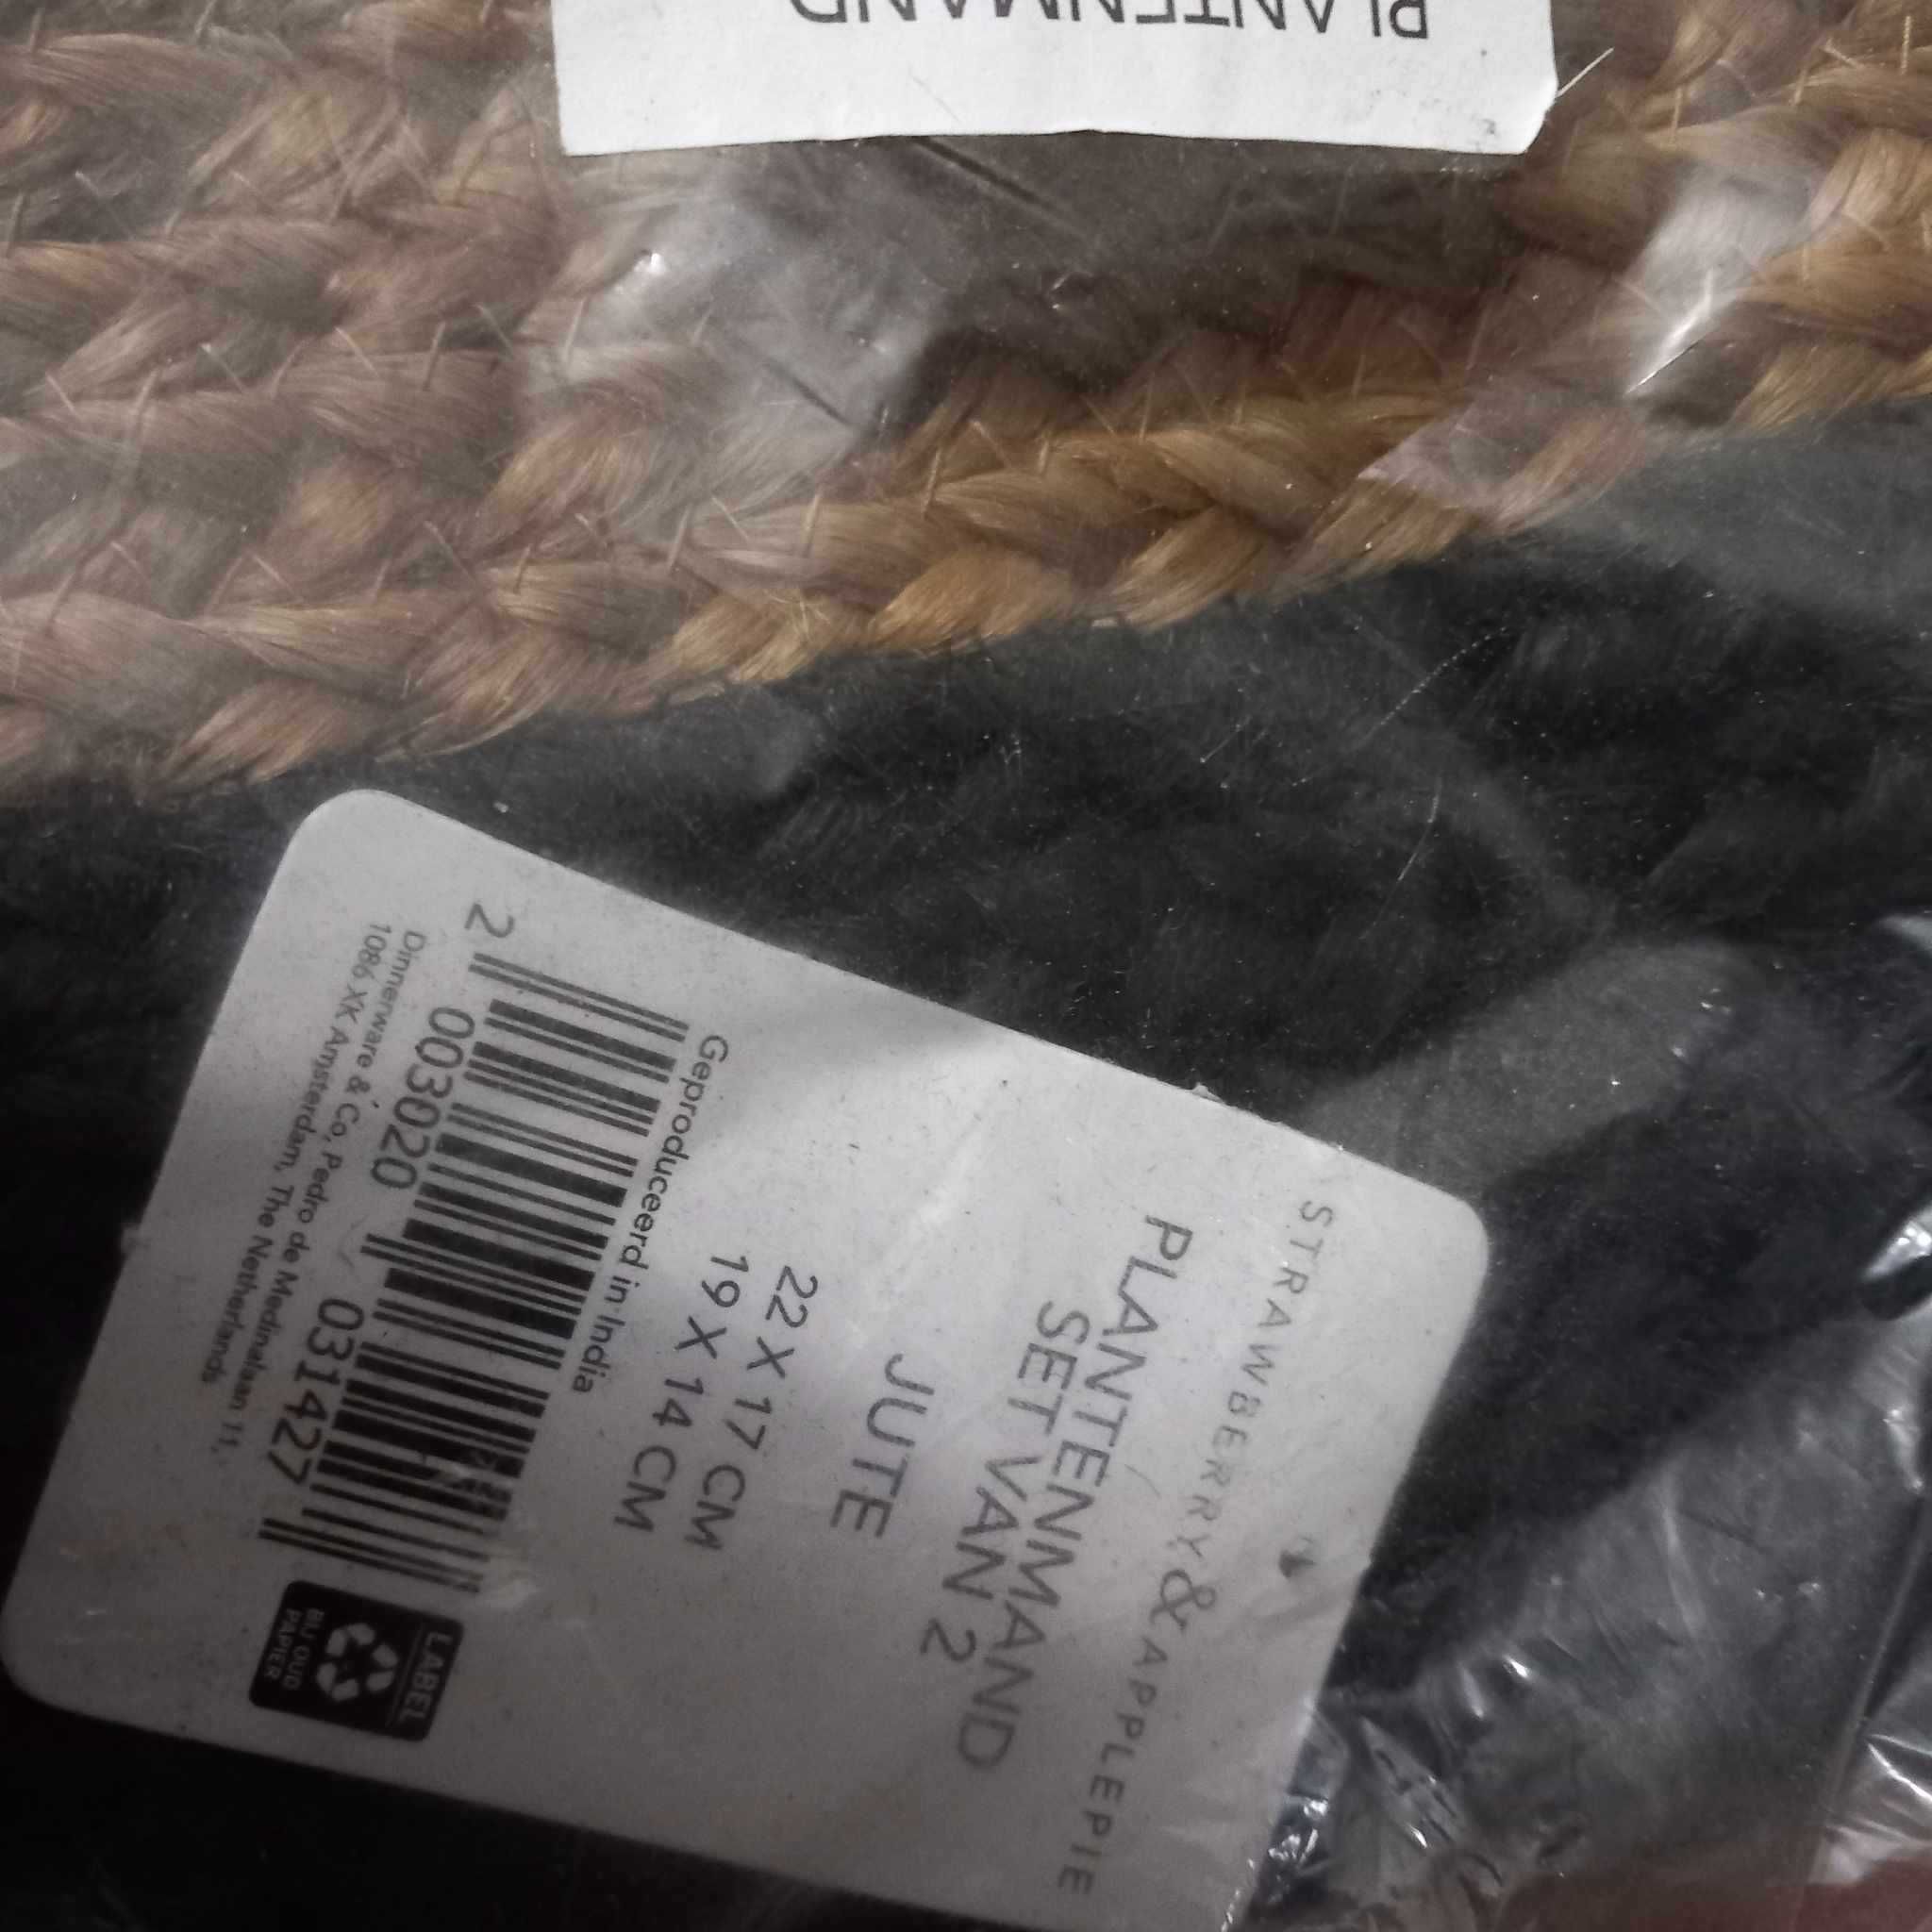 PLANTENMAND
STRAWBERRY & APPLEPIE
PLANTENMAND
SET VAN 2
JUTE
22 X 17 CM
19 X 14 CM
Geproduceerd in India
2 003020 031427
Dinnerware & Co, Pedro de Medinalaan 11,
1086 XK Amsterdam, The Netherlands
LABEL
BIJ OUD
PAPIER